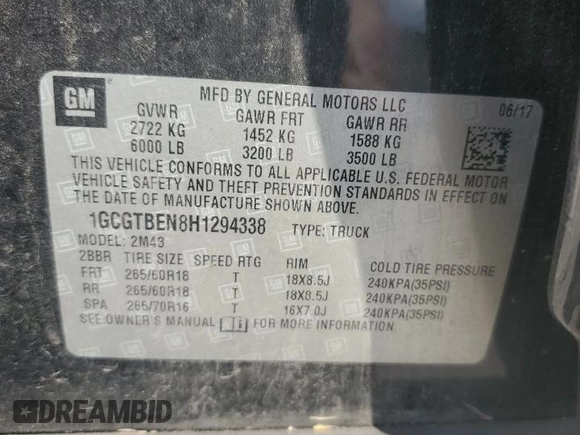 GM
MFD BY GENERAL MOTORS LLC
06/17
GVWR GAWR FRT GAWR RR
2722 KG 1452 KG 1588 KG
6000 LB 3200 LB 3500 LB
THIS VEHICLE CONFORMS TO ALL APPLICABLE U.S. FEDERAL MOTOR
VEHICLE SAFETY AND THEFT PREVENTION STANDARDS IN EFFECT ON
THE DATE OF MANUFACTURE SHOWN ABOVE.
1GCGTBEN8H1294338 TYPE: TRUCK
MODEL: 2M43
2BBR TIRE SIZE SPEED RTG RIM COLD TIRE PRESSURE
FRT 265/60R18 T 18X8.5J 240KPA(35PSI)
RR 265/60R18 T 18X8.5J 240KPA(35PSI)
SPA 265/70R16 T 16X7.0J 240KPA(35PSI)
SEE OWNER'S MANUAL FOR MORE INFORMATION
DREAMBID